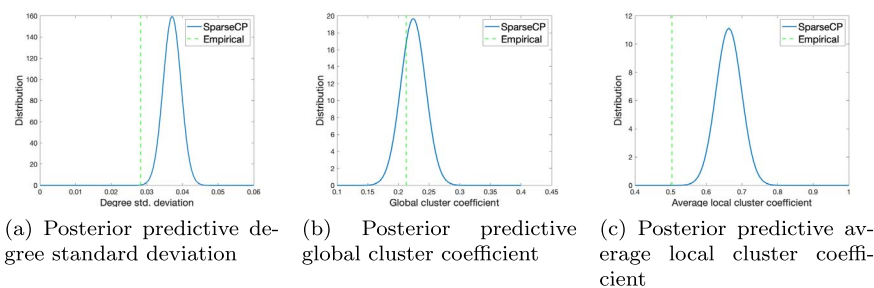 160
140
120
100
80
60
40
20
0
Distribution
SparseCP
Empirical
0 0.01 0.02 0.03 0.04 0.05 0.06
Degree std. deviation
20
18
16
14
12
10
8
6
4
2
0
Distribution
SparseCP
Empirical
0.1 0.15 0.2 0.25 0.3 0.35 0.4 0.45
Global cluster coefficient
12
10
8
6
4
2
0
Distribution
SparseCP
Empirical
0.4 0.5 0.6 0.7 0.8 0.9 1
Average local cluster coefficient
(a) Posterior predictive de-
gree standard deviation
(b) Posterior predictive
global cluster coefficient
(c) Posterior predictive av-
erage local cluster coeffi-
cient